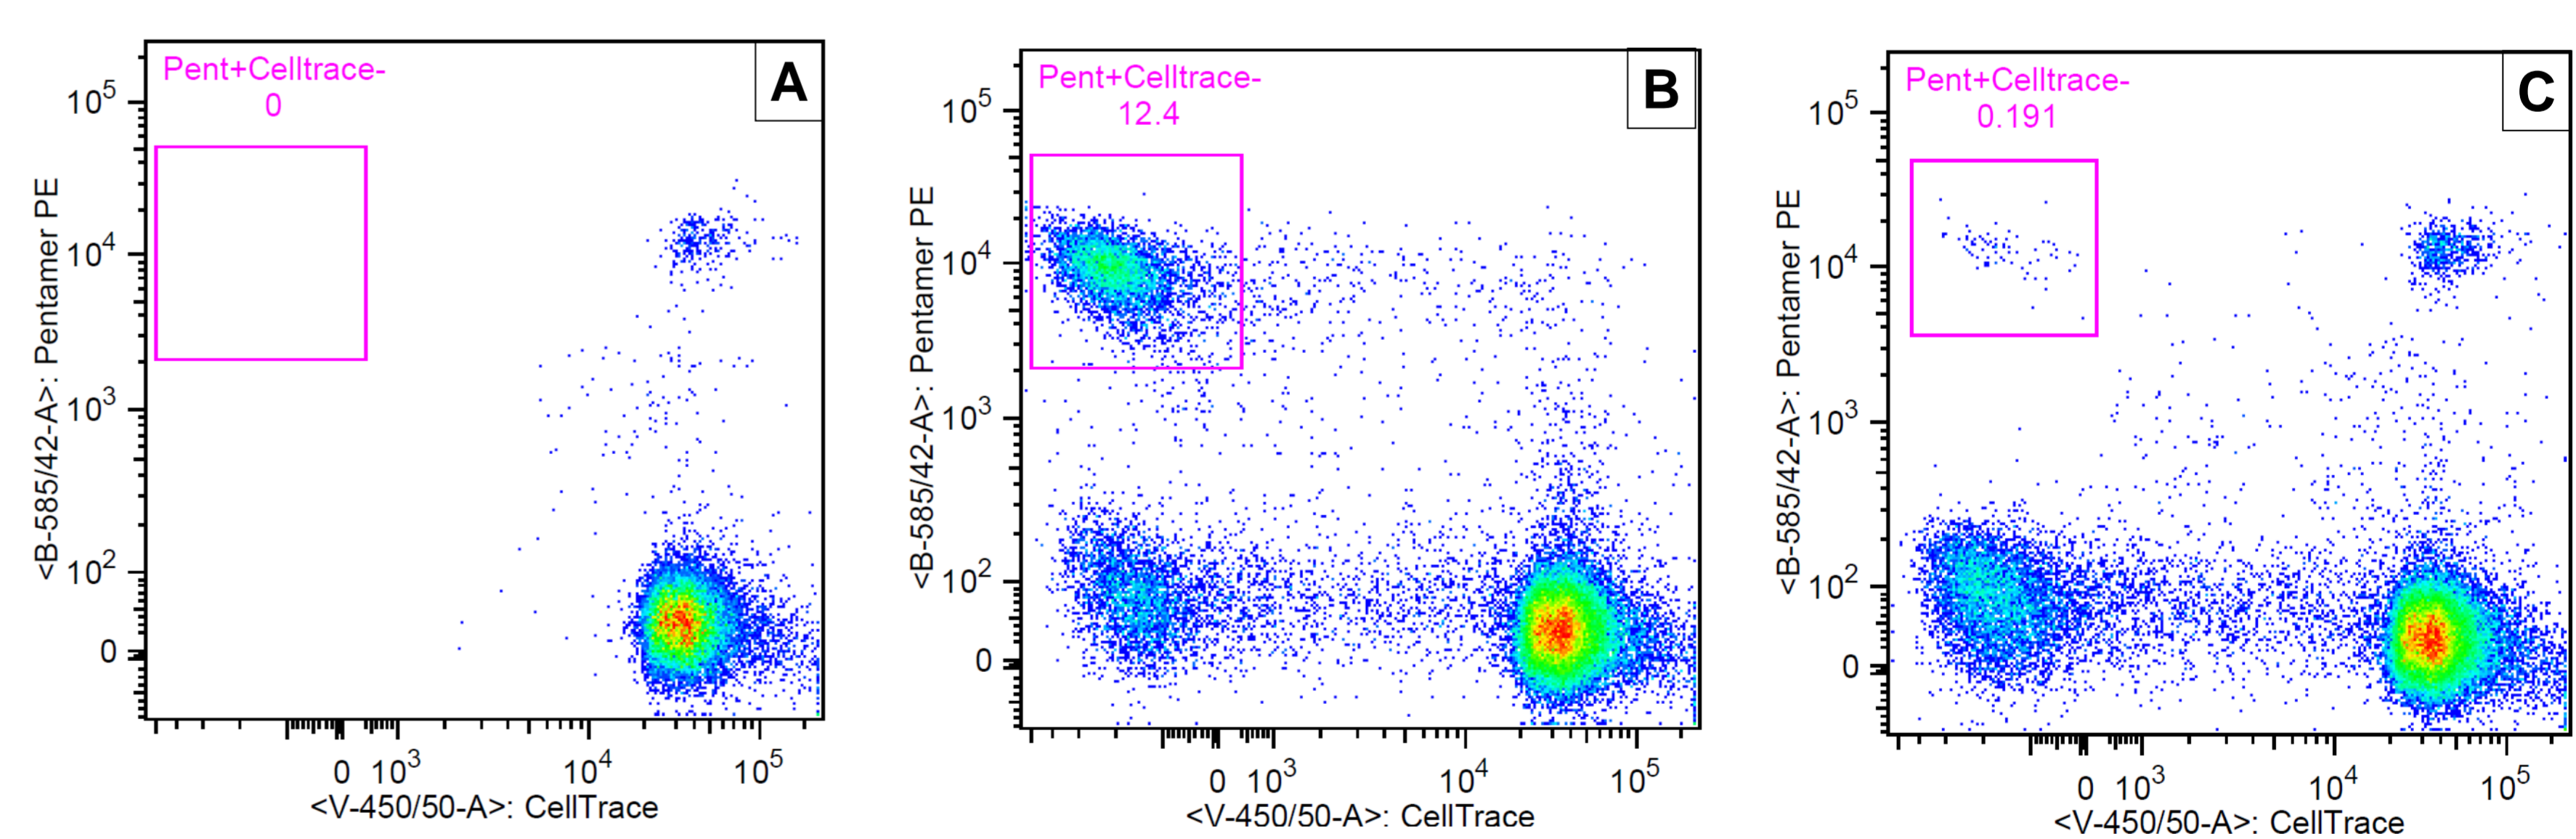 A
Pent+Celltrace-
0
10^5
10^4
10^3
10^2
0
<B-585/42-A>: Pentamer PE
0 10^3 10^4 10^5
<V-450/50-A>: CellTrace
B
Pent+Celltrace-
12.4
10^5
10^4
10^3
10^2
0
<B-585/42-A>: Pentamer PE
0 10^3 10^4 10^5
<V-450/50-A>: CellTrace
C
Pent+Celltrace-
0.191
10^5
10^4
10^3
10^2
0
<B-585/42-A>: Pentamer PE
0 10^3 10^4 10^5
<V-450/50-A>: CellTrace